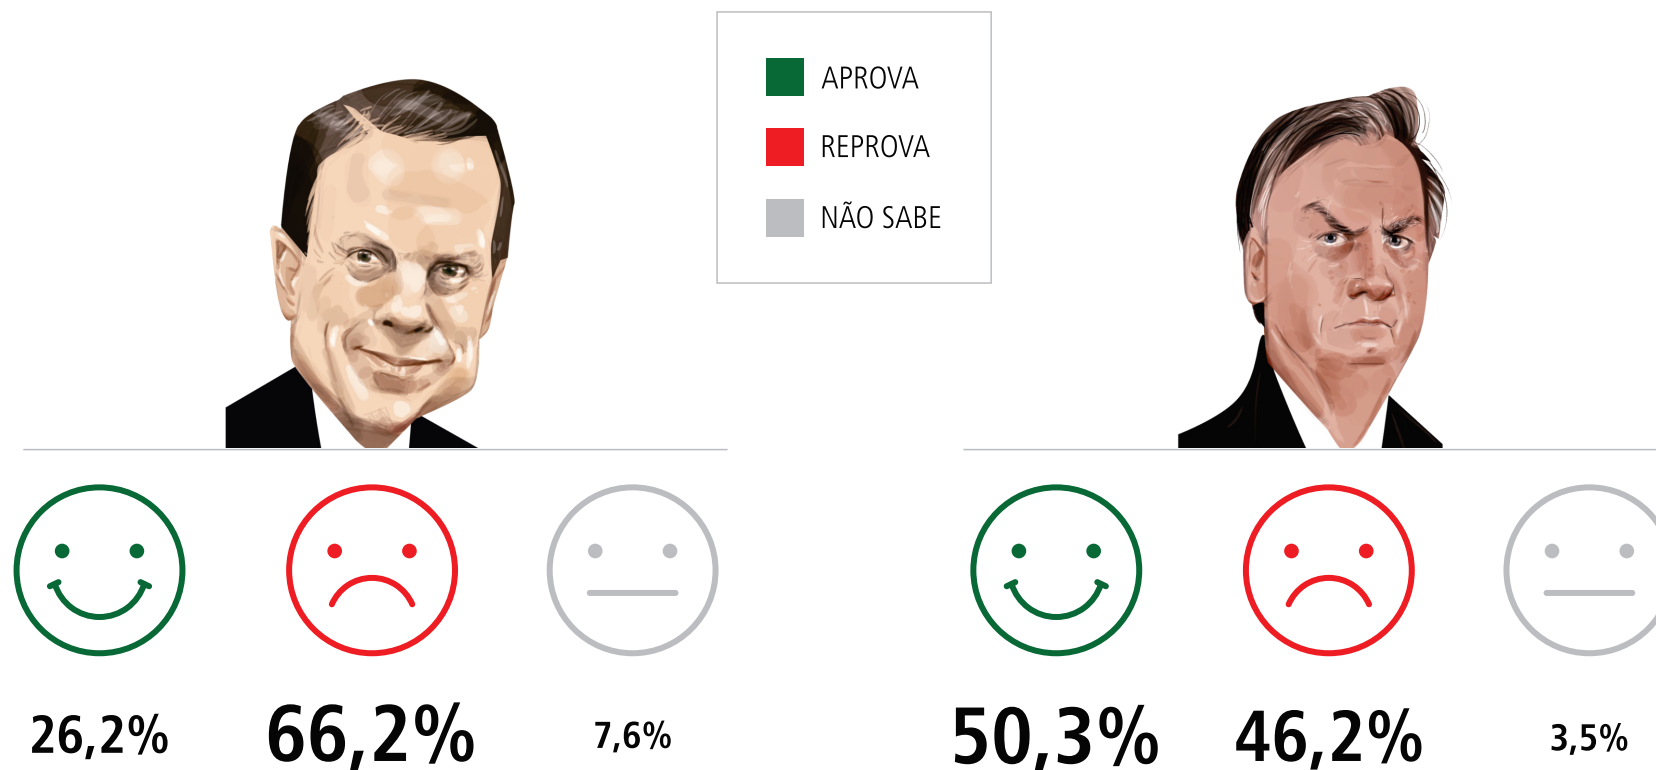 APROVA
REPROVA
NÃO SABE
26,2% 66,2% 7,6%
50,3% 46,2% 3,5%